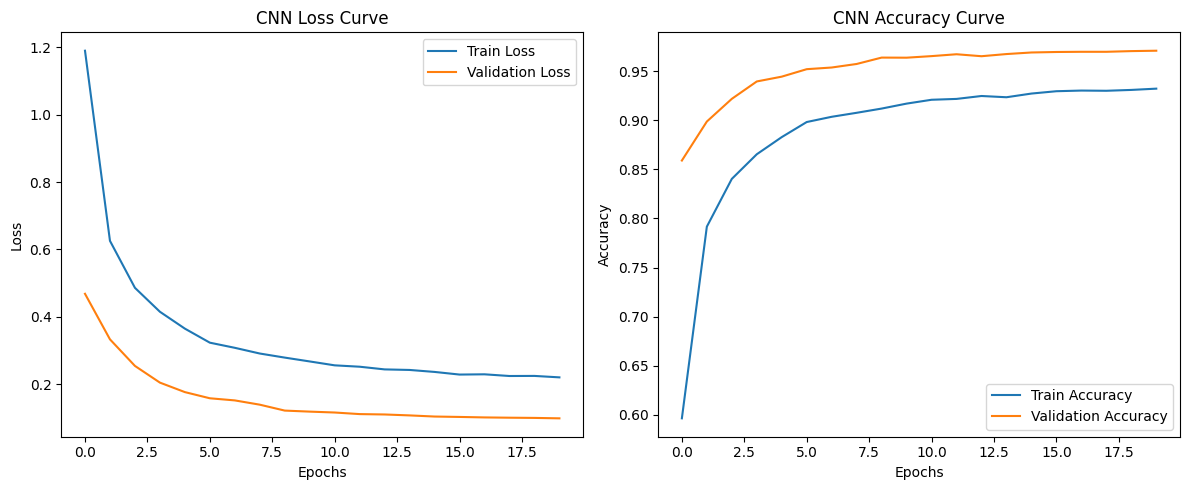 CNN Loss Curve
1.2
1.0
0.8
0.6
0.4
0.2
Loss
Train Loss
Validation Loss
0.0 2.5 5.0 7.5 10.0 12.5 15.0 17.5
Epochs
CNN Accuracy Curve
0.95
0.90
0.85
0.80
0.75
0.70
0.65
0.60
Accuracy
Train Accuracy
Validation Accuracy
0.0 2.5 5.0 7.5 10.0 12.5 15.0 17.5
Epochs